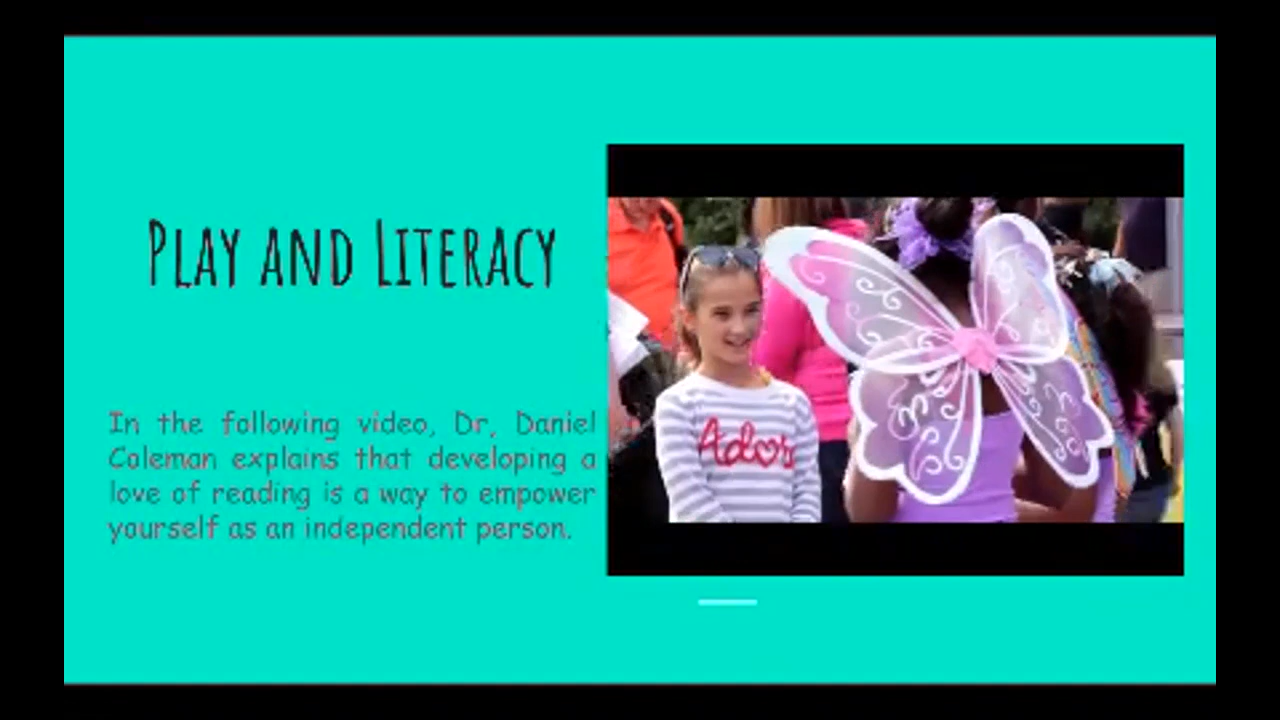 PLAY AND LITERACY
In the following video, Dr. Daniel
Coleman explains that developing a
love of reading is a way to empower
yourself as an independent person.
Ador